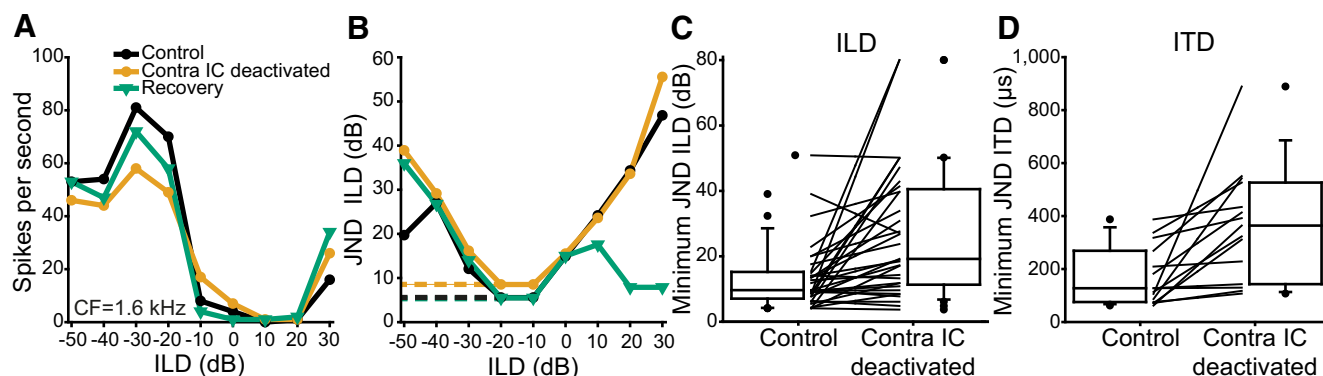 A
Control
Contra IC deactivated
Recovery
100
80
60
40
20
0
Spikes per second
CF=1.6 kHz
-50 -40 -30 -20 -10 0 10 20 30
ILD (dB)
B
60
50
40
30
20
10
0
JND ILD (dB)
-50 -40 -30 -20 -10 0 10 20 30
ILD (dB)
C
ILD
80
60
40
20
0
Minimum JND ILD (dB)
Control
Contra IC
deactivated
D
ITD
1,000
800
600
400
200
0
Minimum JND ITD (µs)
Control
Contra IC
deactivated